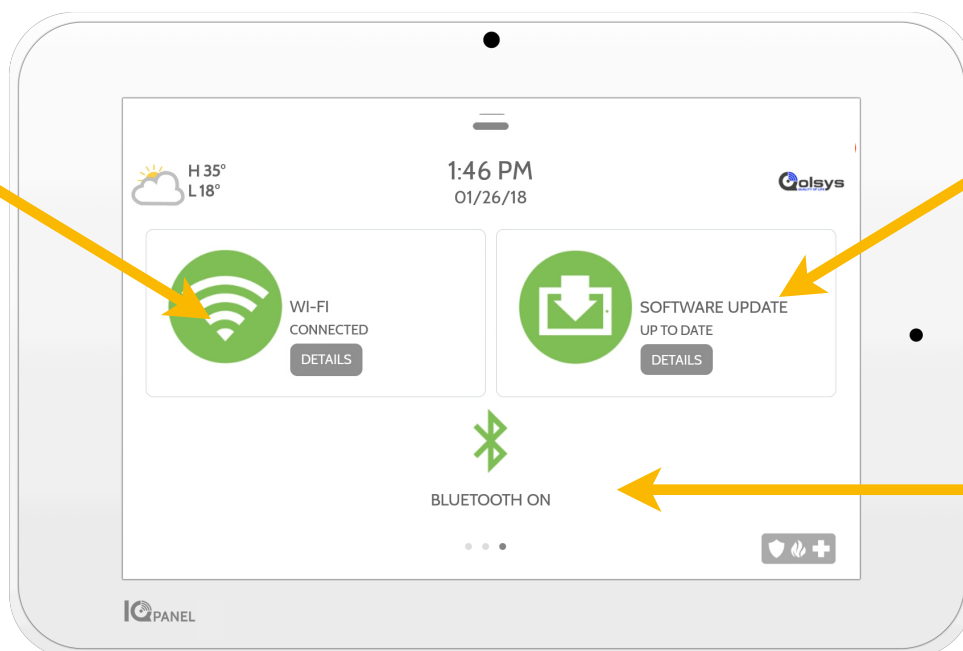 H 35°
L 18°
1:46 PM
01/26/18
Qolsys
WI-FI
CONNECTED
DETAILS
SOFTWARE UPDATE
UP TO DATE
DETAILS
BLUETOOTH ON
IQ PANEL